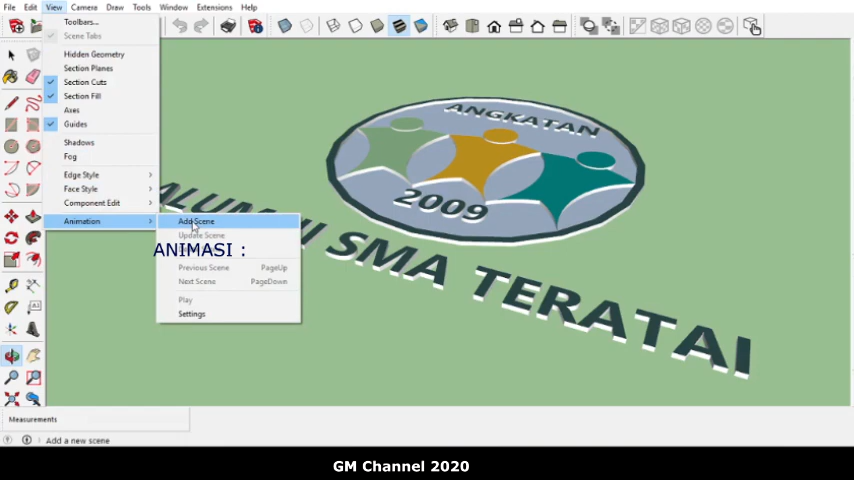 File Edit View Camera Draw Tools Window Extensions Help
Toolbars...
Scene Tabs
Hidden Geometry
Section Planes
Section Cuts
Section Fill
Axes
Guides
Shadows
Fog
Edge Style
Face Style
Component Edit
Animation
Add Scene
Update Scene
ANIMASI :
Previous Scene PageUp
Next Scene PageDown
Play
Settings
ANGKATAN
2009
ALUMNI SMA TERATAI
Measurements
Add a new scene
GM Channel 2020